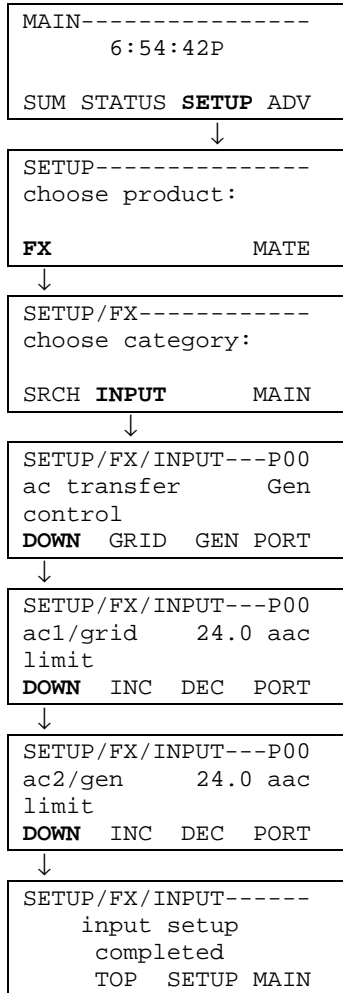 MAIN----------------
6:54:42P
SUM STATUS SETUP ADV
↓
SETUP---------------
choose product:
FX MATE
↓
SETUP/FX------------
choose category:
SRCH INPUT MAIN
↓
SETUP/FX/INPUT---P00
ac transfer Gen
control
DOWN GRID GEN PORT
↓
SETUP/FX/INPUT---P00
ac1/grid 24.0 aac
limit
DOWN INC DEC PORT
↓
SETUP/FX/INPUT---P00
ac2/gen 24.0 aac
limit
DOWN INC DEC PORT
↓
SETUP/FX/INPUT------
input setup
completed
TOP SETUP MAIN